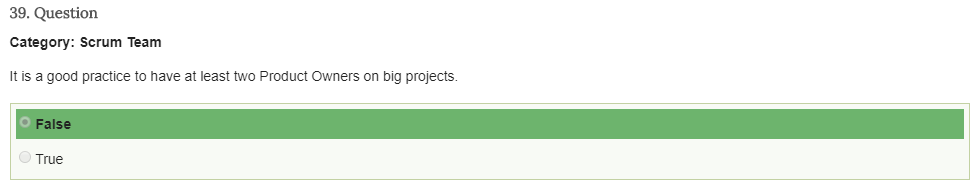 39. Question
Category: Scrum Team
It is a good practice to have at least two Product Owners on big projects.
False
True